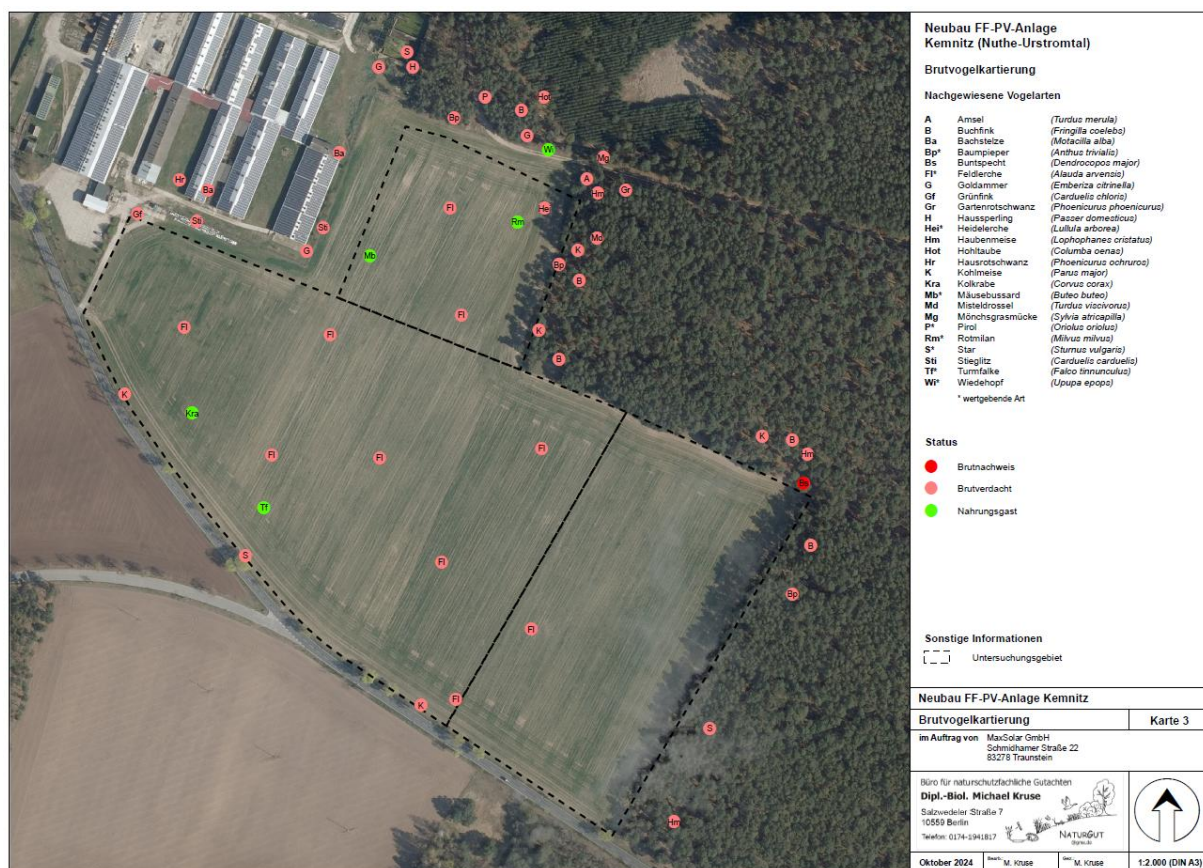 Neubau FF-PV-Anlage
Kemnitz (Nuthe-Urstromtal)
Brutvogelkartierung
Nachgewiesene Vogelarten
A Amsel (Turdus merula)
B Buchfink (Fringilla coelebs)
Ba Bachstelze (Motacilla alba)
Bp* Baumpieper (Anthus trivialis)
Bs Buntspecht (Dendrocopos major)
Fl* Feldlerche (Alauda arvensis)
G Goldammer (Emberiza citrinella)
Gf Grünfink (Carduelis chloris)
Gr Gartenrotschwanz (Phoenicurus phoenicurus)
H Haussperling (Passer domesticus)
Hei* Heidelerche (Lullula arborea)
Hm Haubenmeise (Lophophanes cristatus)
Hot Hohltaube (Columba oenas)
Hr Hausrotschwanz (Phoenicurus ochruros)
K Kohlmeise (Parus major)
Kra Kolkrabe (Corvus corax)
Mb* Mäusebussard (Buteo buteo)
Md Misteldrossel (Turdus viscivorus)
Mg Mönchsgrasmücke (Sylvia atricapilla)
P* Pirol (Oriolus oriolus)
Rm* Rotmilan (Milvus milvus)
S* Star (Sturnus vulgaris)
Sti Stieglitz (Carduelis carduelis)
Tf* Turmfalke (Falco tinnunculus)
Wi* Wiedehopf (Upupa epops)
* wertgebende Art
Status
Brutnachweis
Brutverdacht
Nahrungsgast
Sonstige Informationen
Untersuchungsgebiet
Neubau FF-PV-Anlage Kemnitz
Brutvogelkartierung Karte 3
im Auftrag von MaxSolar GmbH
Schmidhamer Straße 22
83278 Traunstein
Büro für naturschutzfachliche Gutachten
Dipl.-Biol. Michael Kruse
Salzwedeler Straße 7
10559 Berlin
Telefon: 0174-1941817
NATURGUT
Oktober 2024 M. Kruse M. Kruse 1:2.000 (DIN A3)
S
G H
P Hot
B
Bp
G
Wi
Ba Mg
Hr A
Ba Hm Gr
Gf Fl Hei
Sti Sti Rm
Md
G Mb K
Bp
B
Fl
Fl Fl K
B
K
Kra
K B
Fl Hm
Fl Fl
Bs
Tf
B
S
Fl
Bp
Fl
K Fl
S
Hm